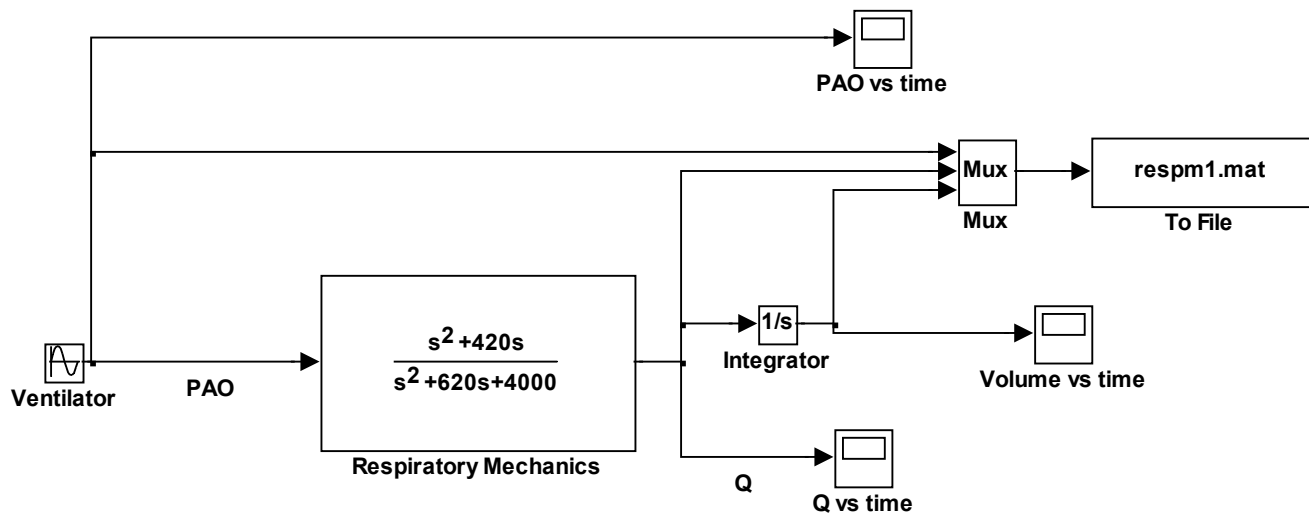 PAO vs time
Mux
Mux
respm1.mat
To File
Ventilator
PAO
s² +420s
s² +620s+4000
Respiratory Mechanics
1/s
Integrator
Volume vs time
Q
Q vs time